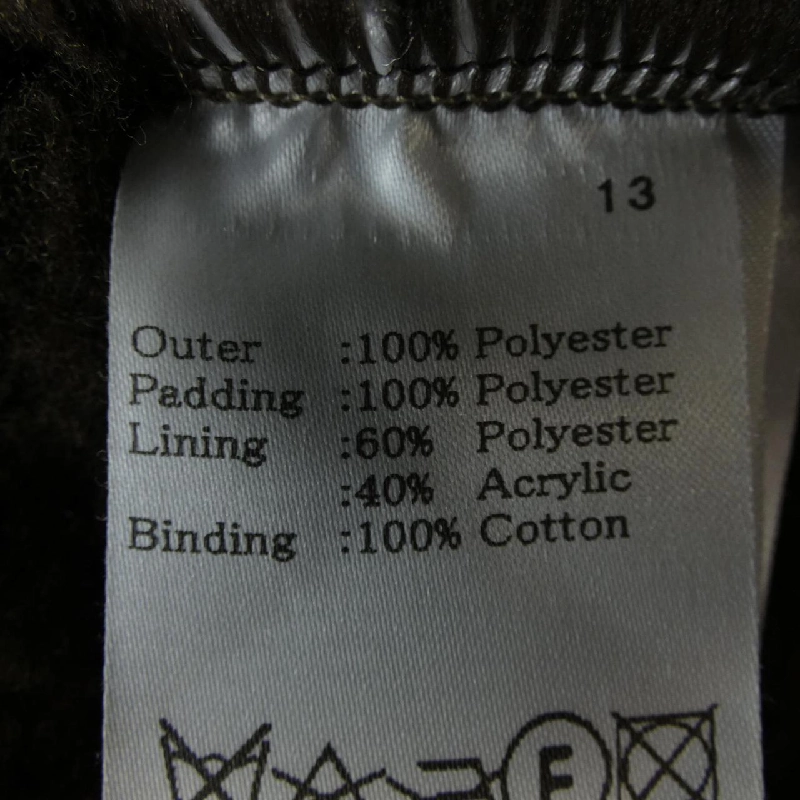 13
Outer :100% Polyester
Padding :100% Polyester
Lining :60% Polyester
:40% Acrylic
Binding :100% Cotton
F